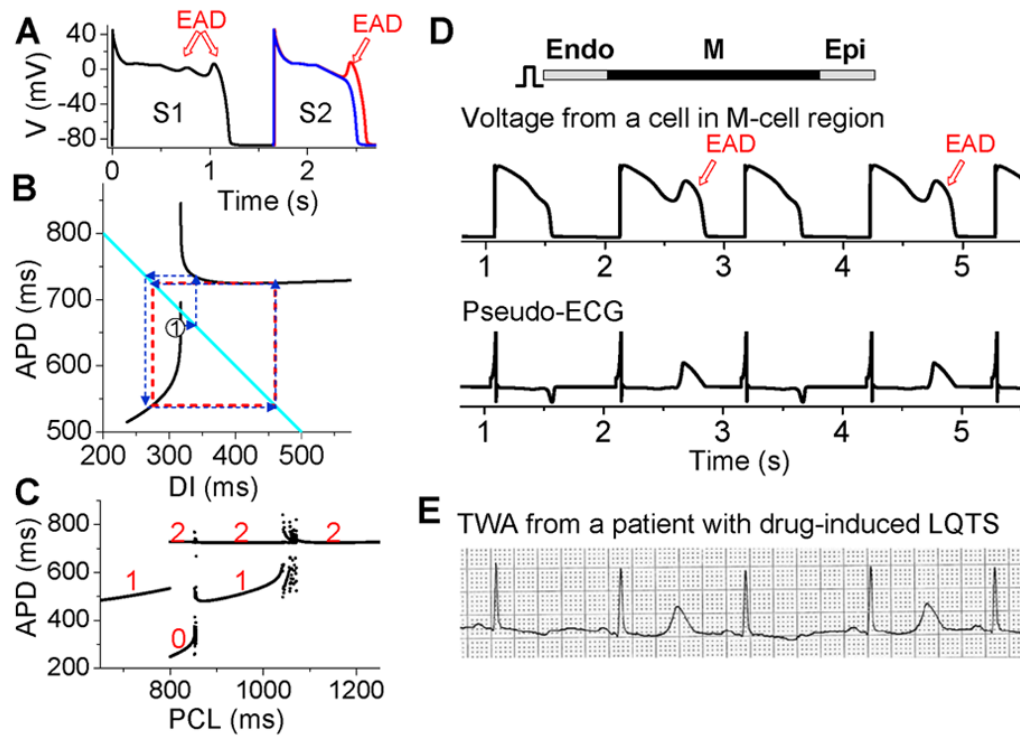 A
EAD
EAD
V (mV)
40
0
-40
-80
S1
S2
0
1
2
Time (s)
B
APD (ms)
800
700
600
500
1
200
300
400
500
DI (ms)
C
APD (ms)
800
600
400
200
2
2
2
1
1
0
800
1000
1200
PCL (ms)
D
Endo
M
Epi
Voltage from a cell in M-cell region
EAD
EAD
1
2
3
4
5
Pseudo-ECG
1
2
3
4
5
Time (s)
E
TWA from a patient with drug-induced LQTS